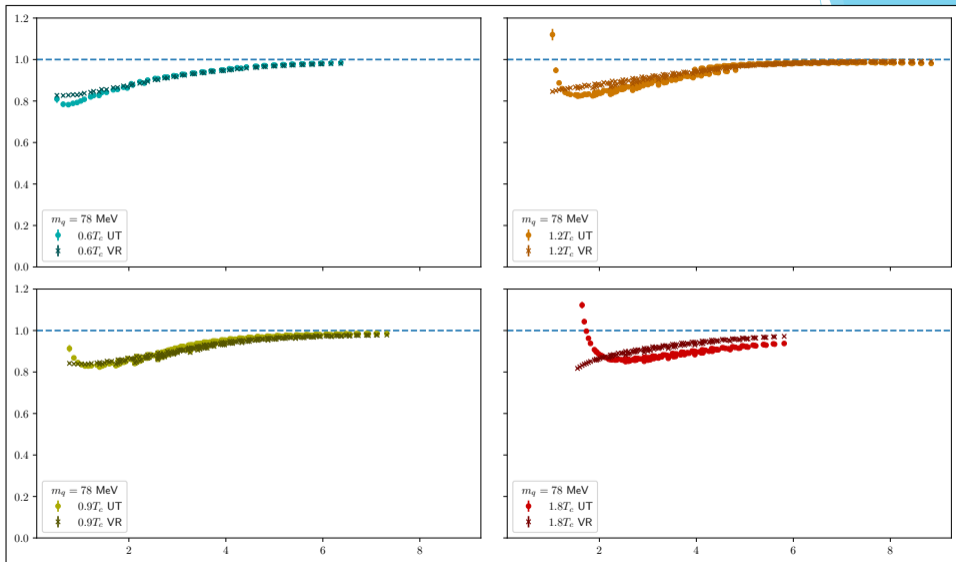 1.2
1.0
0.8
0.6
0.4
0.2
0.0
m_q = 78 MeV
0.6T_c UT
0.6T_c VR
m_q = 78 MeV
1.2T_c UT
1.2T_c VR
1.0
0.8
0.6
0.4
0.2
0.0
m_q = 78 MeV
0.9T_c UT
0.9T_c VR
2 4 6 8
m_q = 78 MeV
1.8T_c UT
1.8T_c VR
2 4 6 8